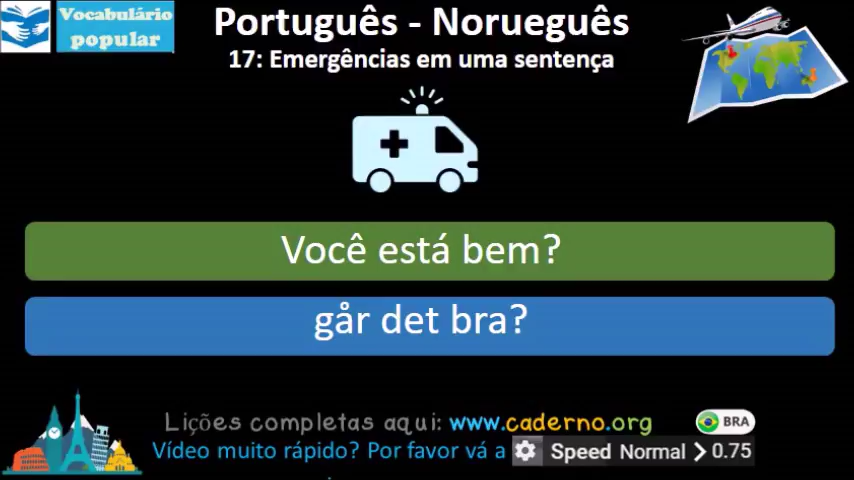 Vocabulário
popular
Português - Norueguês
17: Emergências em uma sentença
Você está bem?
går det bra?
Lições completas aqui: www.caderno.org
BRA
Vídeo muito rápido? Por favor vá a Speed Normal > 0.75